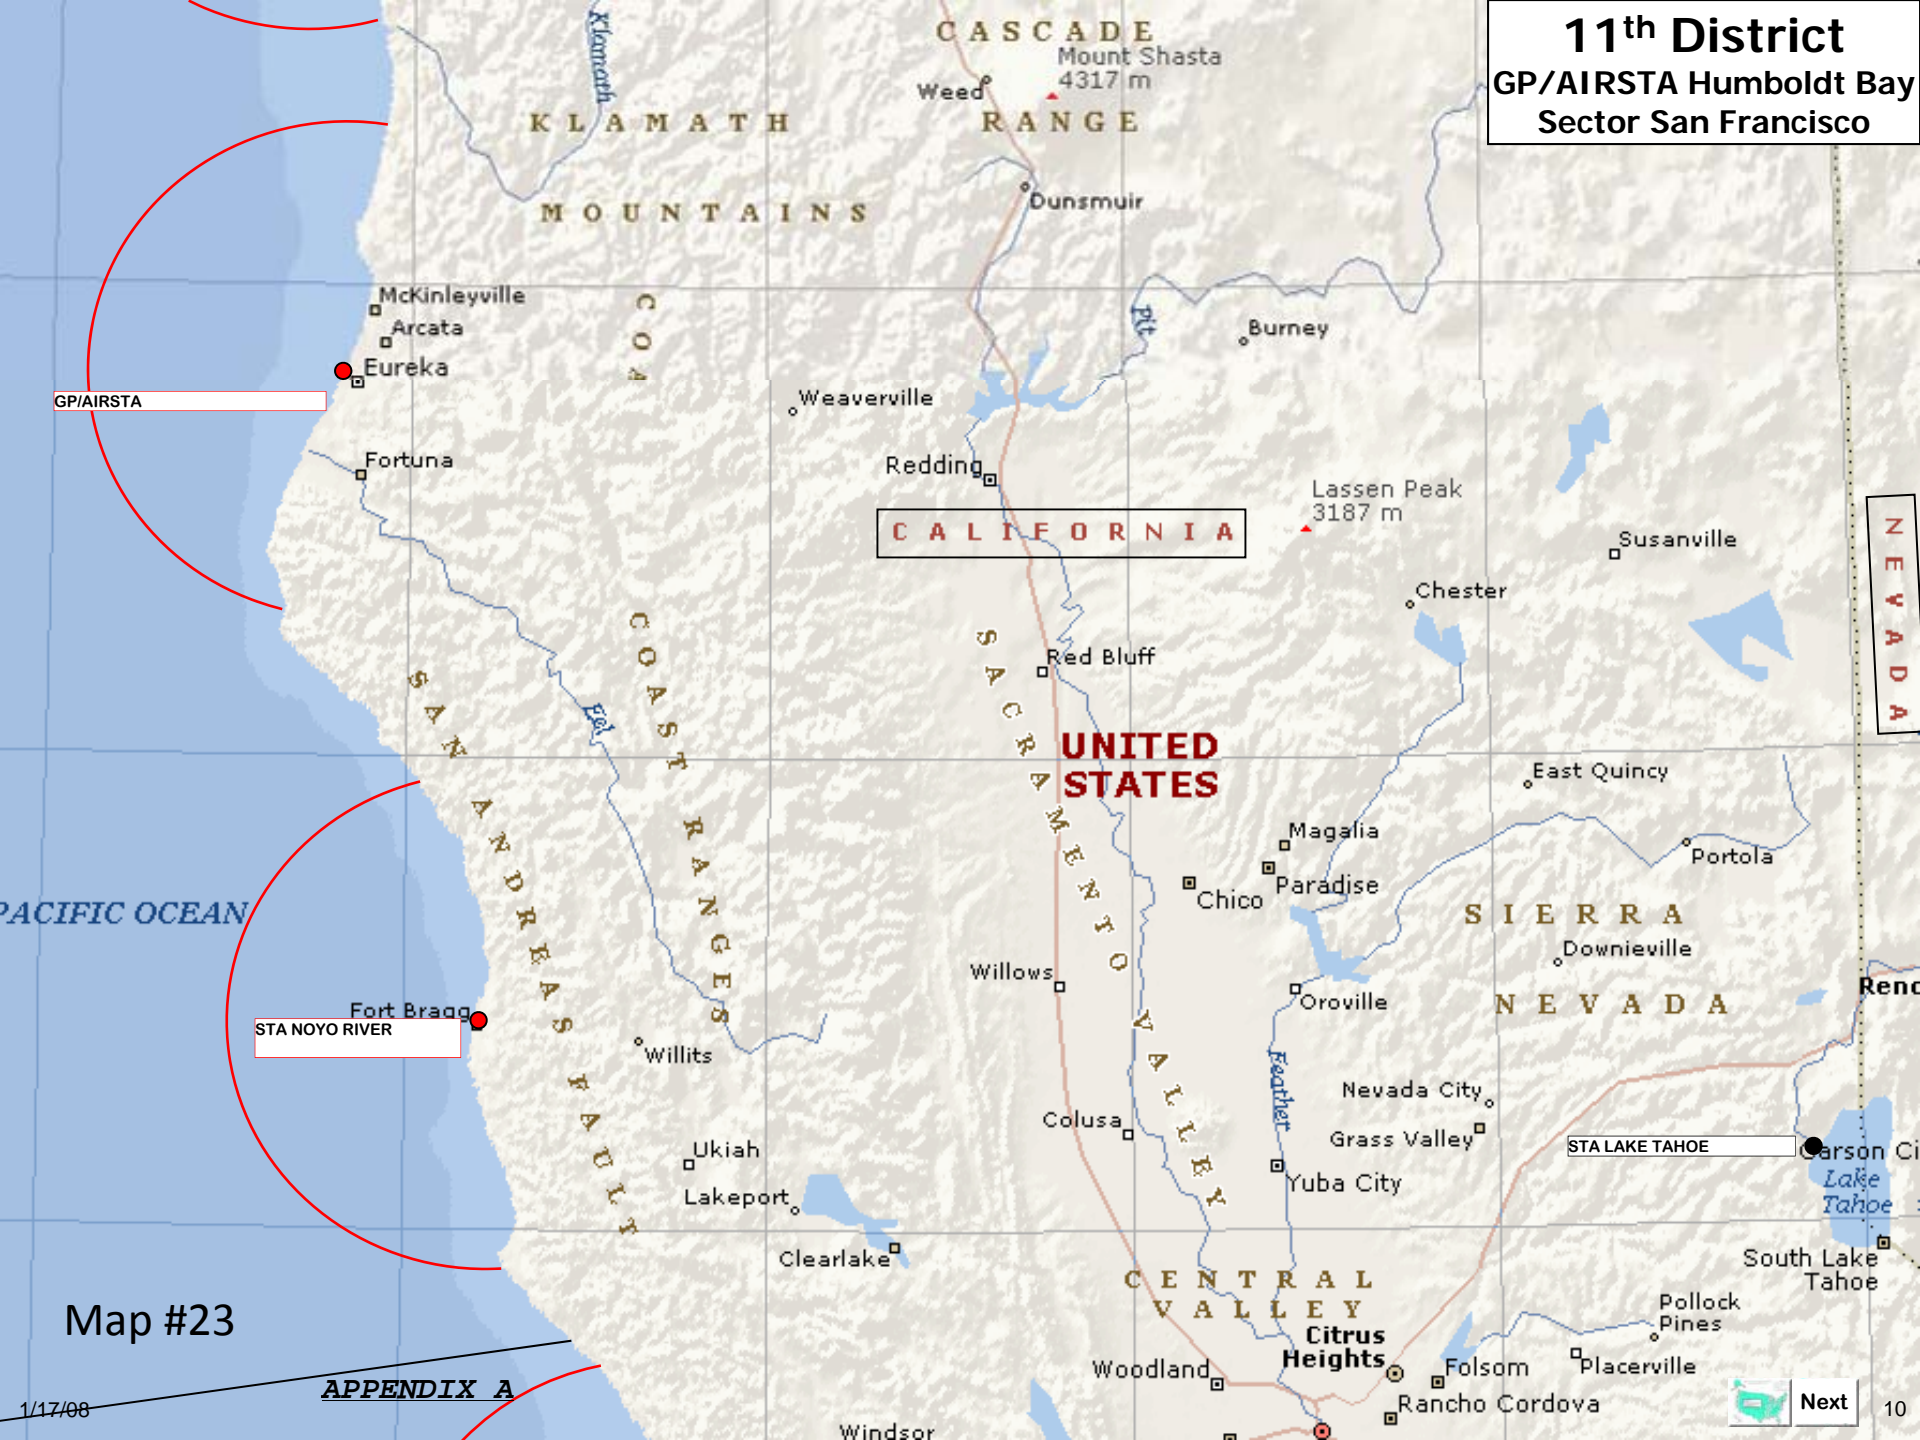 11th District
GP/AIRSTA Humboldt Bay
Sector San Francisco
CASCADE
RANGE
Mount Shasta
4317 m
Weed
Klamath
KLAMATH
MOUNTAINS
Dunsmuir
McKinleyville
Arcata
Eureka
GP/AIRSTA
Fortuna
COA
Weaverville
Pit
Burney
Redding
CALIFORNIA
Lassen Peak
3187 m
Susanville
NEVADA
Chester
COAST RANGES
SACRAMENTO VALLEY
Red Bluff
SAN ANDREAS FAULT
Eel
UNITED
STATES
East Quincy
Magalia
Paradise
Chico
Portola
PACIFIC OCEAN
SIERRA
NEVADA
Downieville
Willows
Oroville
Reno
Fort Bragg
STA NOYO RIVER
Willits
Feather
Nevada City
Grass Valley
Colusa
STA LAKE TAHOE
Carson Ci
Lake
Tahoe
Ukiah
Lakeport
Yuba City
Clearlake
South Lake
Tahoe
CENTRAL
VALLEY
Pollock
Pines
Citrus
Heights
Map #23
Woodland
Folsom
Placerville
APPENDIX A
Rancho Cordova
1/17/08
Windsor
Next
10